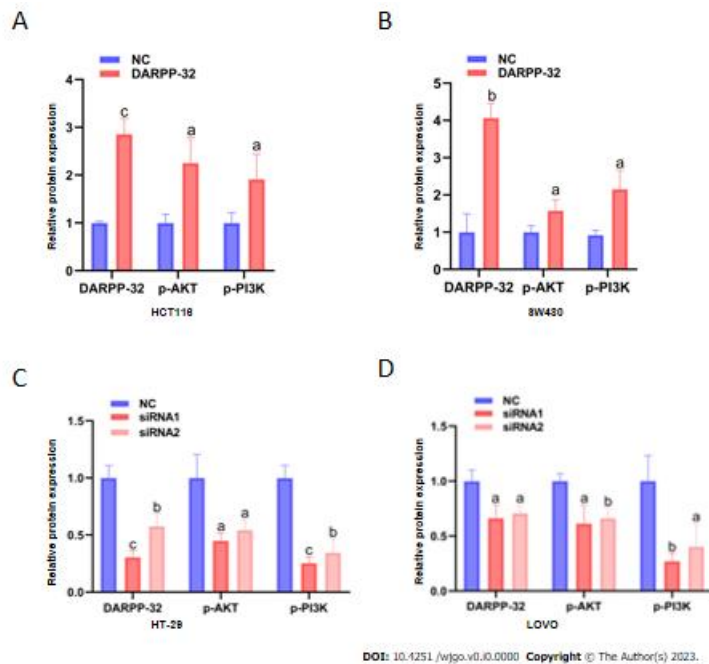 A
NC
DARPP-32
Relative protein expression
4
3
2
1
0
c
a
a
DARPP-32 p-AKT p-PI3K
HCT116
B
NC
DARPP-32
Relative protein expression
5
4
3
2
1
0
b
a
a
DARPP-32 p-AKT p-PI3K
SW480
C
NC
siRNA1
siRNA2
Relative protein expression
1.5
1.0
0.5
0.0
c b a a c b
DARPP-32 p-AKT p-PI3K
HT-29
D
NC
siRNA1
siRNA2
Relative protein expression
1.5
1.0
0.5
0.0
a a a b b a
DARPP-32 p-AKT p-PI3K
LOVO
DOI: 10.4251 /wjgo.v0.i0.0000 Copyright © The Author(s) 2023.